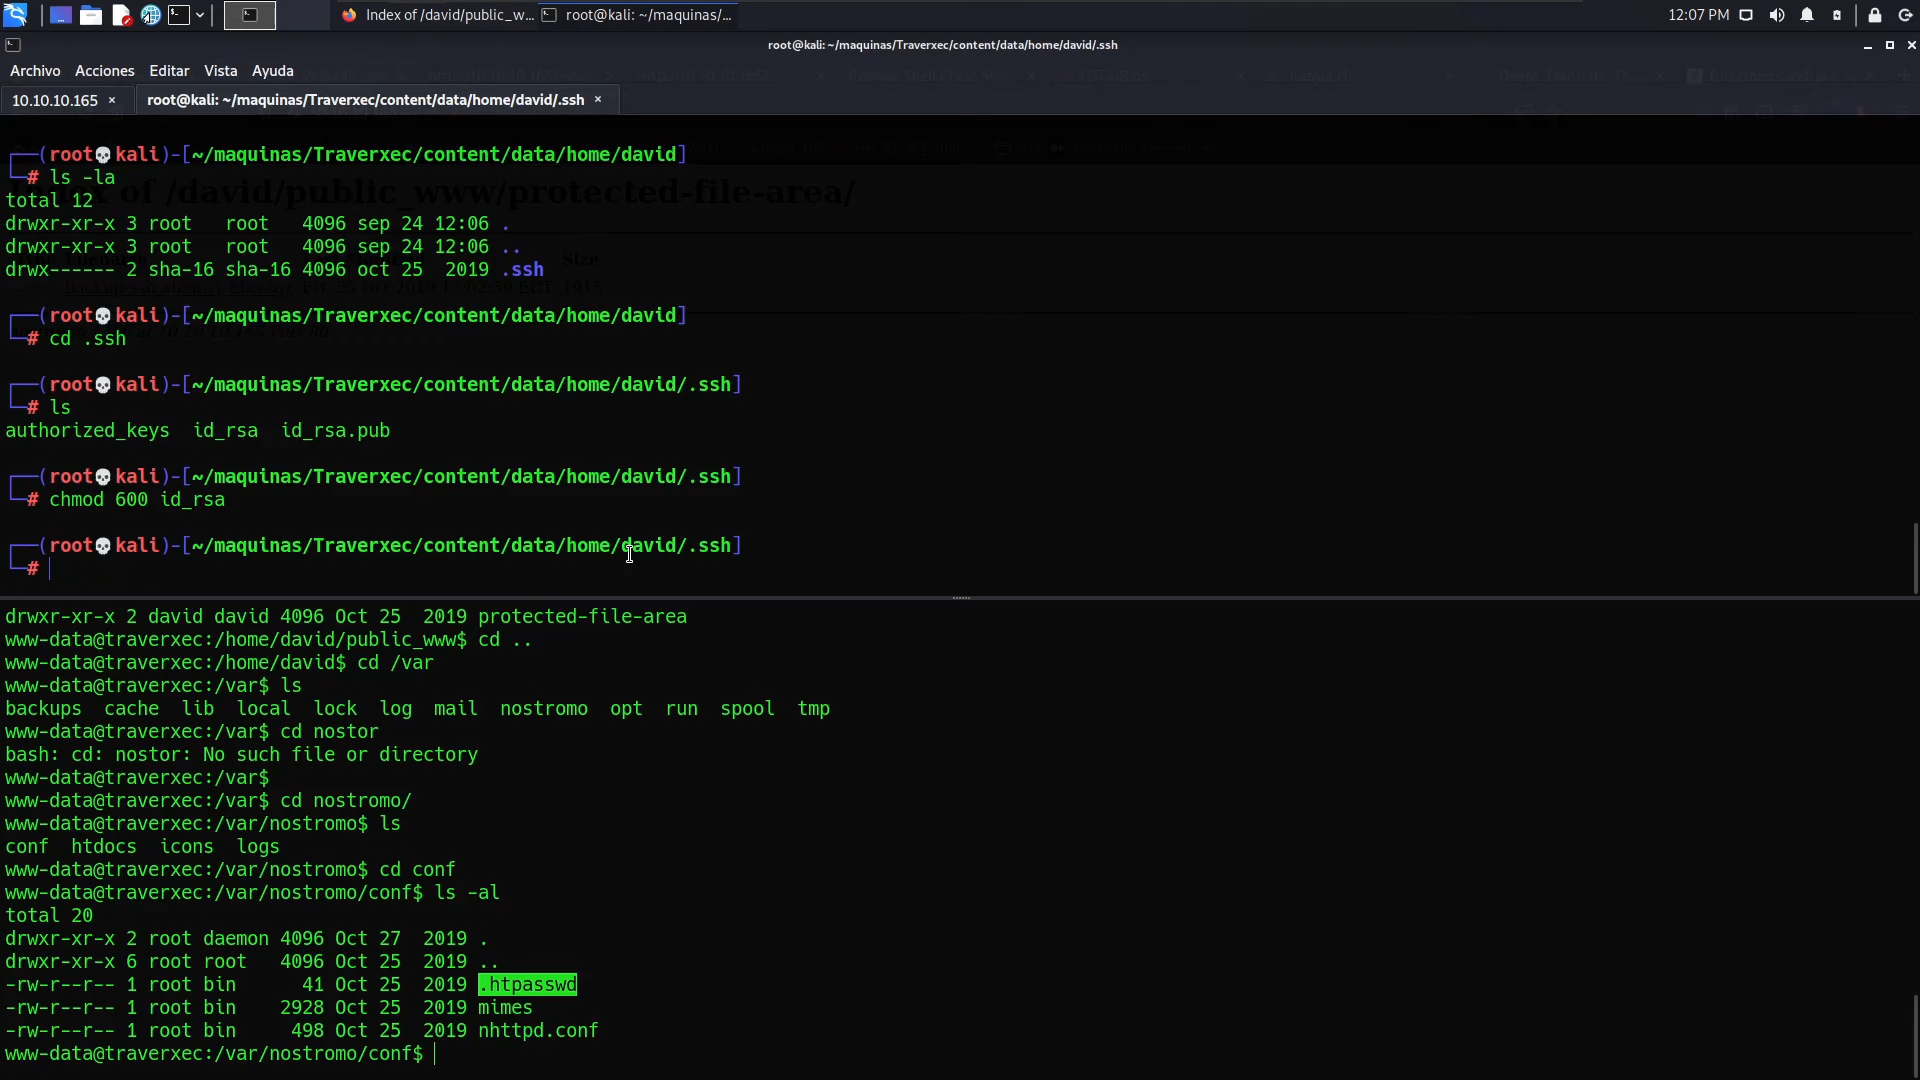 Index of /david/public_w... root@kali: ~/maquinas/... 12:07 PM
root@kali: ~/maquinas/Traverxec/content/data/home/david/.ssh
Archivo Acciones Editar Vista Ayuda
10.10.10.165 × root@kali: ~/maquinas/Traverxec/content/data/home/david/.ssh ×
┌──(root💀kali)-[~/maquinas/Traverxec/content/data/home/david]
└─# ls -la
Index of /david/public_www/protected-file-area/
total 12
drwxr-xr-x 3 root   root   4096 sep 24 12:06 .
drwxr-xr-x 3 root   root   4096 sep 24 12:06 ..
Size
drwx------ 2 sha-16 sha-16 4096 oct 25  2019 .ssh
┌──(root💀kali)-[~/maquinas/Traverxec/content/data/home/david]
└─# cd .ssh
┌──(root💀kali)-[~/maquinas/Traverxec/content/data/home/david/.ssh]
└─# ls
authorized_keys  id_rsa  id_rsa.pub
┌──(root💀kali)-[~/maquinas/Traverxec/content/data/home/david/.ssh]
└─# chmod 600 id_rsa
┌──(root💀kali)-[~/maquinas/Traverxec/content/data/home/david/.ssh]
└─#
drwxr-xr-x 2 david david 4096 Oct 25  2019 protected-file-area
www-data@traverxec:/home/david/public_www$ cd ..
www-data@traverxec:/home/david$ cd /var
www-data@traverxec:/var$ ls
backups  cache  lib  local  lock  log  mail  nostromo  opt  run  spool  tmp
www-data@traverxec:/var$ cd nostor
bash: cd: nostor: No such file or directory
www-data@traverxec:/var$
www-data@traverxec:/var$ cd nostromo/
www-data@traverxec:/var/nostromo$ ls
conf  htdocs  icons  logs
www-data@traverxec:/var/nostromo$ cd conf
www-data@traverxec:/var/nostromo/conf$ ls -al
total 20
drwxr-xr-x 2 root daemon 4096 Oct 27  2019 .
drwxr-xr-x 6 root root   4096 Oct 25  2019 ..
-rw-r--r-- 1 root bin      41 Oct 25  2019 .htpasswd
-rw-r--r-- 1 root bin    2928 Oct 25  2019 mimes
-rw-r--r-- 1 root bin     498 Oct 25  2019 nhttpd.conf
www-data@traverxec:/var/nostromo/conf$